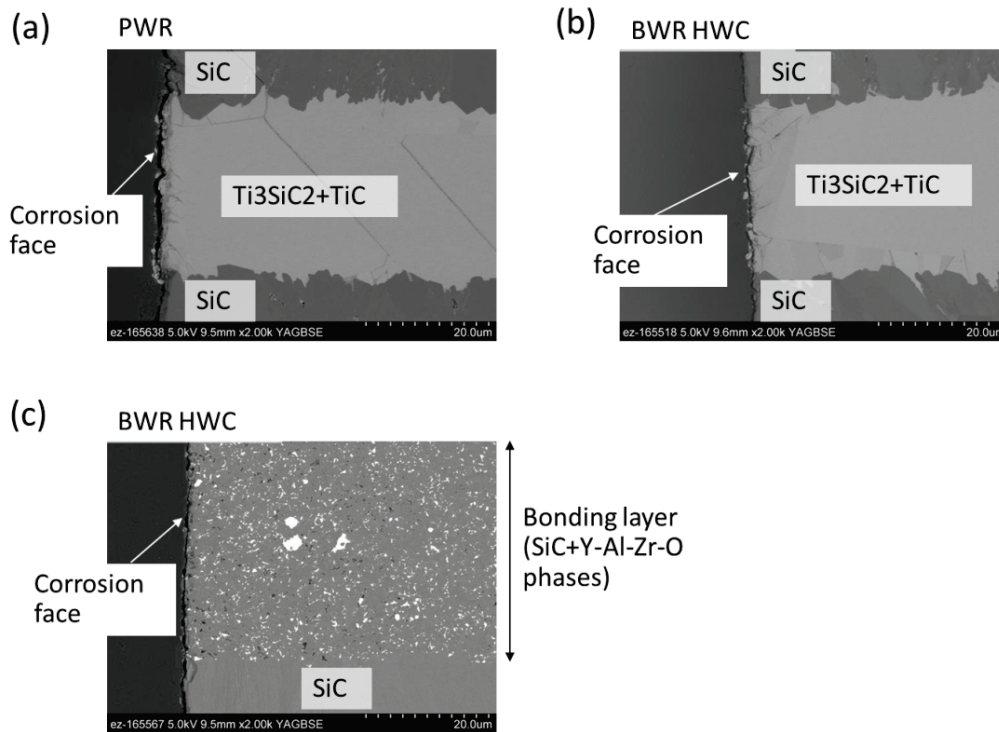 (a) PWR
SiC
Ti3SiC2+TiC
Corrosion
face
SiC
ez-165638 5.0kV 9.5mm x2.00k YAGBSE 20.0um
(b) BWR HWC
SiC
Ti3SiC2+TiC
Corrosion
face
SiC
ez-165518 5.0kV 9.6mm x2.00k YAGBSE 20.0um
(c) BWR HWC
Corrosion
face
Bonding layer
(SiC+Y-Al-Zr-O
phases)
SiC
ez-165567 5.0kV 9.5mm x2.00k YAGBSE 20.0um